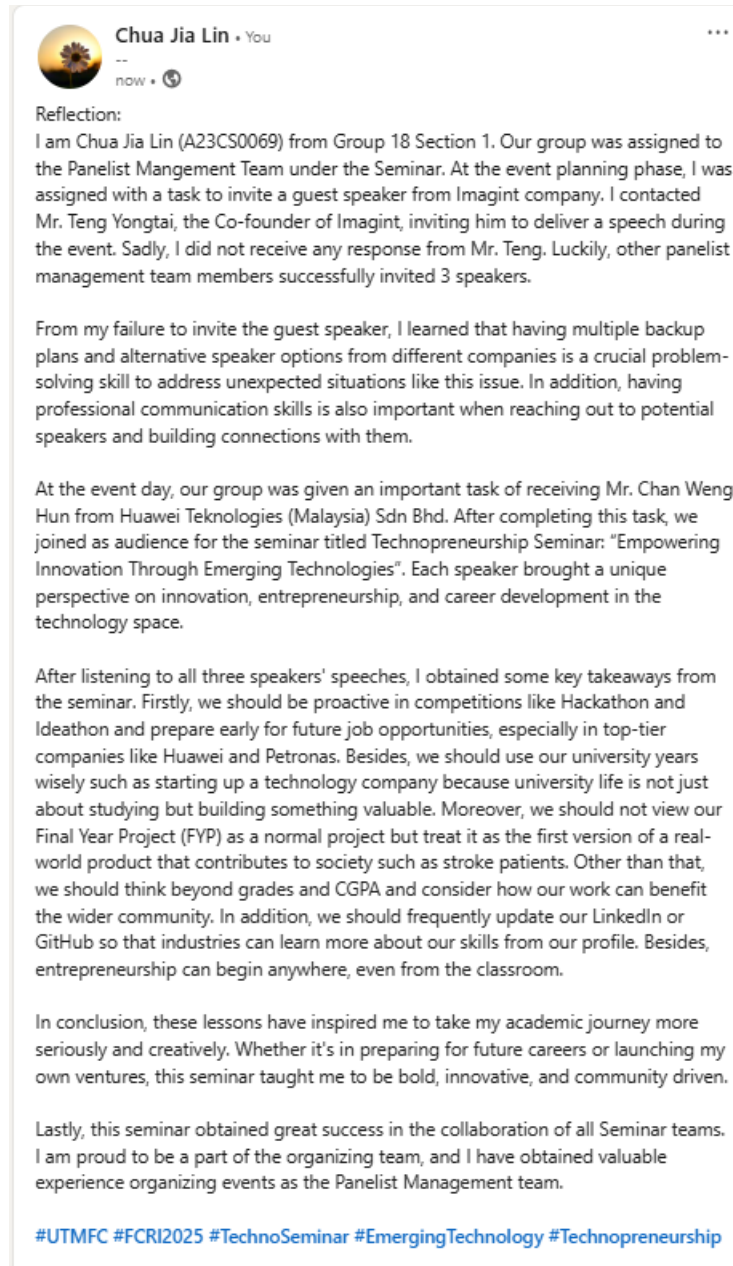 Chua Jia Lin • You
--
now •
Reflection:
I am Chua Jia Lin (A23CS0069) from Group 18 Section 1. Our group was assigned to
the Panelist Mangement Team under the Seminar. At the event planning phase, I was
assigned with a task to invite a guest speaker from Imagint company. I contacted
Mr. Teng Yongtai, the Co-founder of Imagint, inviting him to deliver a speech during
the event. Sadly, I did not receive any response from Mr. Teng. Luckily, other panelist
management team members successfully invited 3 speakers.
From my failure to invite the guest speaker, I learned that having multiple backup
plans and alternative speaker options from different companies is a crucial problem-
solving skill to address unexpected situations like this issue. In addition, having
professional communication skills is also important when reaching out to potential
speakers and building connections with them.
At the event day, our group was given an important task of receiving Mr. Chan Weng
Hun from Huawei Teknologies (Malaysia) Sdn Bhd. After completing this task, we
joined as audience for the seminar titled Technopreneurship Seminar: "Empowering
Innovation Through Emerging Technologies". Each speaker brought a unique
perspective on innovation, entrepreneurship, and career development in the
technology space.
After listening to all three speakers' speeches, I obtained some key takeaways from
the seminar. Firstly, we should be proactive in competitions like Hackathon and
Ideathon and prepare early for future job opportunities, especially in top-tier
companies like Huawei and Petronas. Besides, we should use our university years
wisely such as starting up a technology company because university life is not just
about studying but building something valuable. Moreover, we should not view our
Final Year Project (FYP) as a normal project but treat it as the first version of a real-
world product that contributes to society such as stroke patients. Other than that,
we should think beyond grades and CGPA and consider how our work can benefit
the wider community. In addition, we should frequently update our LinkedIn or
GitHub so that industries can learn more about our skills from our profile. Besides,
entrepreneurship can begin anywhere, even from the classroom.
In conclusion, these lessons have inspired me to take my academic journey more
seriously and creatively. Whether it's in preparing for future careers or launching my
own ventures, this seminar taught me to be bold, innovative, and community driven.
Lastly, this seminar obtained great success in the collaboration of all Seminar teams.
I am proud to be a part of the organizing team, and I have obtained valuable
experience organizing events as the Panelist Management team.
#UTMFC #FCRI2025 #TechnoSeminar #EmergingTechnology #Technopreneurship